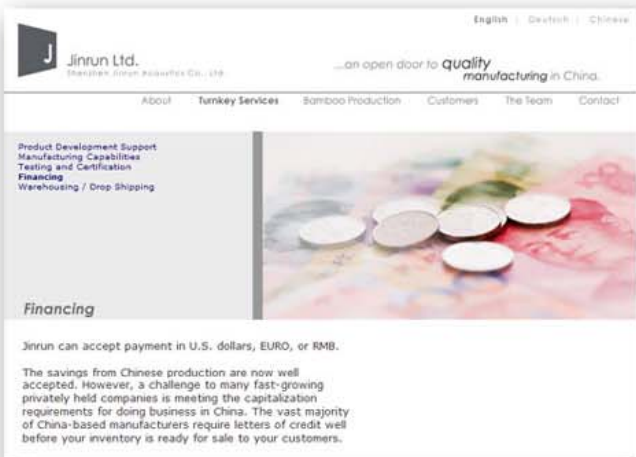 English | Deutsch | Chinese
J
Jinrun Ltd.
Shenzhen Jinrun Acoustics Co., Ltd.
...an open door to quality
manufacturing in China.
About Turnkey Services Bamboo Production Customers The Team Contact
Product Development Support
Manufacturing Capabilities
Testing and Certification
Financing
Warehousing / Drop Shipping
Financing
Jinrun can accept payment in U.S. dollars, EURO, or RMB.
The savings from Chinese production are now well
accepted. However, a challenge to many fast-growing
privately held companies is meeting the capitalization
requirements for doing business in China. The vast majority
of China-based manufacturers require letters of credit well
before your inventory is ready for sale to your customers.